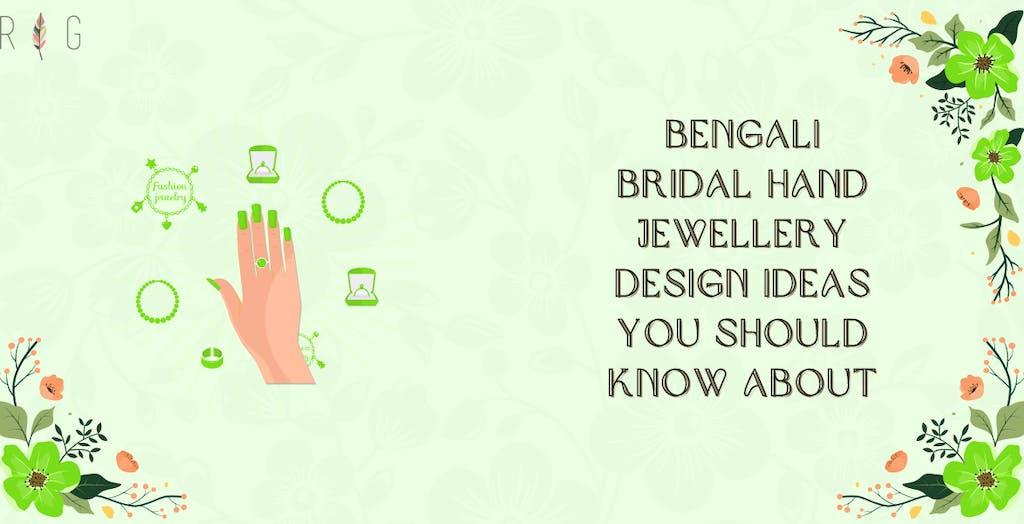 R G
Fashion
jewelry
BENGALI
BRIDAL HAND
JEWELLERY
DESIGN IDEAS
YOU SHOULD
KNOW ABOUT